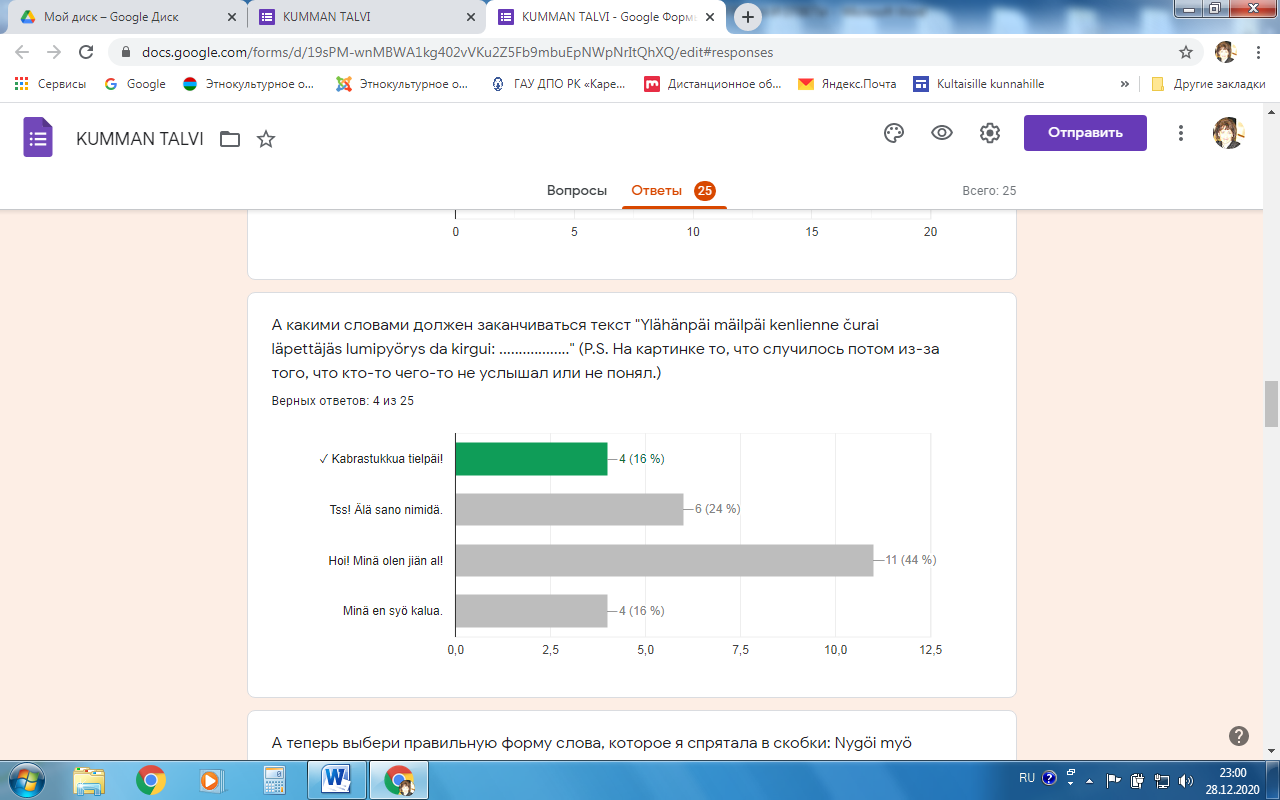 Мой диск – Google Диск
KUMMAN TALVI
KUMMAN TALVI - Google Форм
docs.google.com/forms/d/19sPM-wnMBWA1kg402vVKu2Z5Fb9mbuEpNWpNrItQhXQ/edit#responses
Сервисы Google Этнокультурное о... Этнокультурное о... ГАУ ДПО РК «Каре... Дистанционное об... Яндекс.Почта Kultaisille kunnahille » Другие закладки
KUMMAN TALVI
Отправить
Вопросы Ответы 25 Всего: 25
0 5 10 15 20
А какими словами должен заканчиваться текст "Ylähänpäi mäilpäi kenlienne čurai
läpettäjäs lumipyörys da kirgui: .................." (P.S. На картинке то, что случилось потом из-за
того, что кто-то чего-то не услышал или не понял.)
Верных ответов: 4 из 25
✓ Kabrastukkua tielpäi! 4 (16 %)
Tss! Älä sano nimidä. 6 (24 %)
Hoi! Minä olen jiän al! 11 (44 %)
Minä en syö kalua. 4 (16 %)
0,0 2,5 5,0 7,5 10,0 12,5
А теперь выбери правильную форму слова, которое я спрятала в скобки: Nygöi myö
RU 23:00
28.12.2020